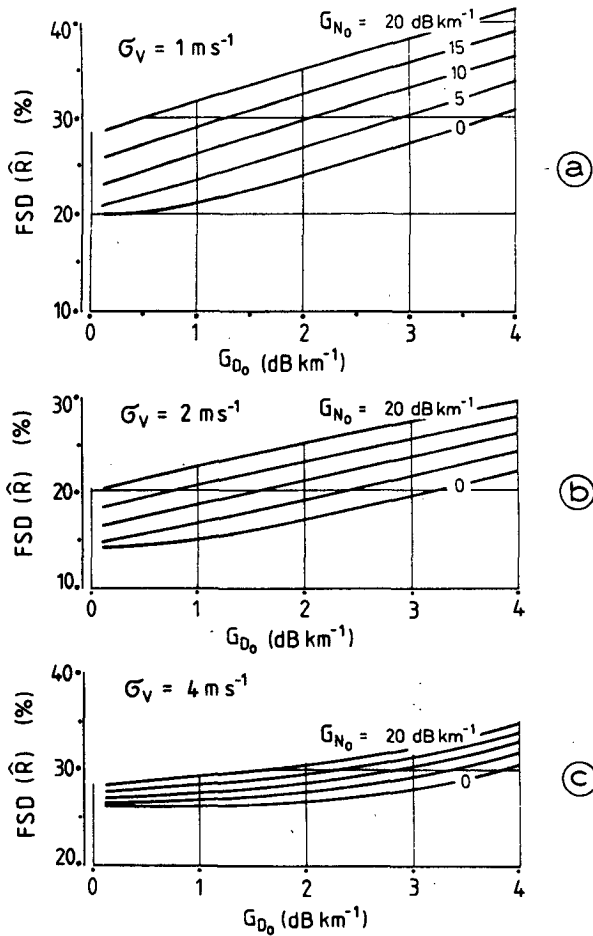 40%
σV = 1 m s⁻¹
GN₀ = 20 dB km⁻¹
15
10
5
0
30
20
10
FSD (R̂) (%)
0 1 2 3 4
GD₀ (dB km⁻¹)
a
30
σV = 2 m s⁻¹
GN₀ = 20 dB km⁻¹
0
20
10
FSD (R̂) (%)
0 1 2 3 4
GD₀ (dB km⁻¹)
b
40
σV = 4 m s⁻¹
GN₀ = 20 dB km⁻¹
0
30
20
FSD (R̂) (%)
0 1 2 3 4
GD₀ (dB km⁻¹)
c